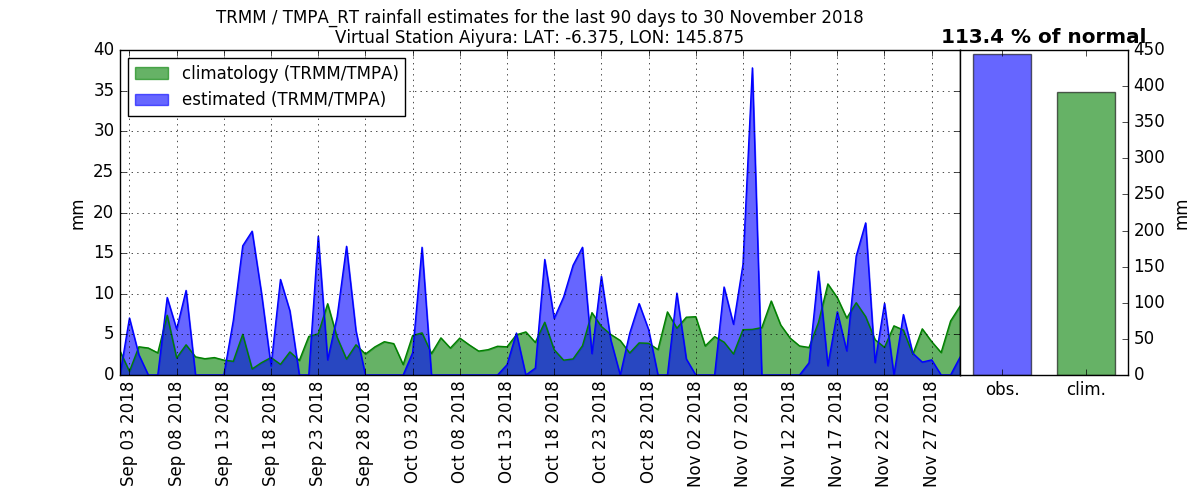 TRMM / TMPA_RT rainfall estimates for the last 90 days to 30 November 2018
Virtual Station Aiyura: LAT: -6.375, LON: 145.875
113.4 % of normal
climatology (TRMM/TMPA)
estimated (TRMM/TMPA)
40
35
30
25
20
15
10
5
0
mm
450
400
350
300
250
200
150
100
50
0
mm
obs.
clim.
Sep 03 2018
Sep 08 2018
Sep 13 2018
Sep 18 2018
Sep 23 2018
Sep 28 2018
Oct 03 2018
Oct 08 2018
Oct 13 2018
Oct 18 2018
Oct 23 2018
Oct 28 2018
Nov 02 2018
Nov 07 2018
Nov 12 2018
Nov 17 2018
Nov 22 2018
Nov 27 2018